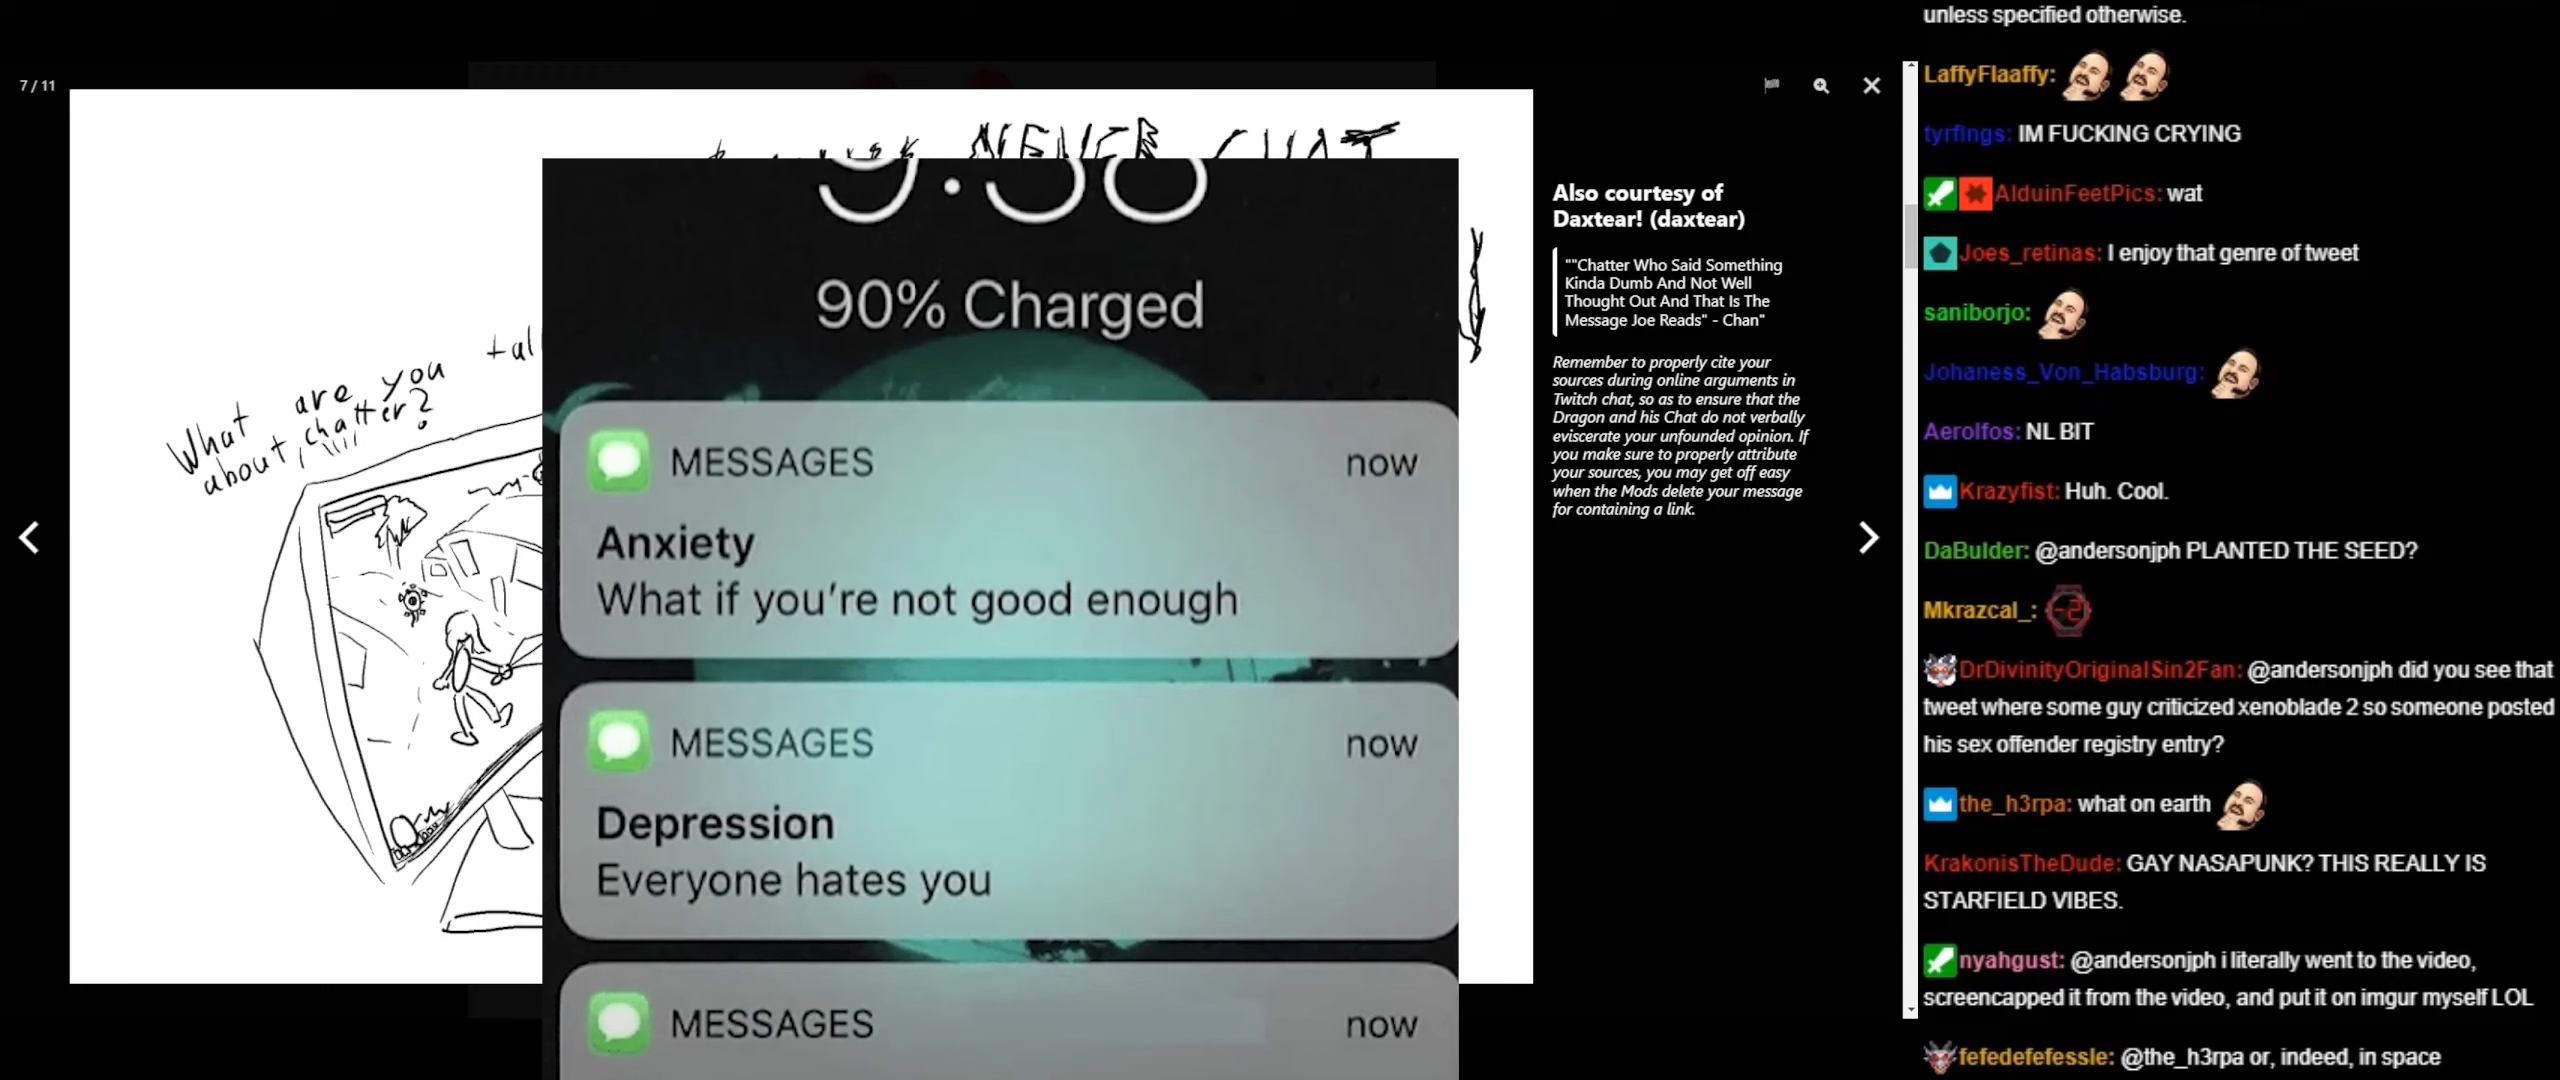 7 / 11
NEVER CHAT
What are you tal
about, chatter?
9:38
90% Charged
MESSAGES now
Anxiety
What if you're not good enough
MESSAGES now
Depression
Everyone hates you
MESSAGES now
Also courtesy of
Daxtear! (daxtear)
""Chatter Who Said Something
Kinda Dumb And Not Well
Thought Out And That Is The
Message Joe Reads" - Chan"
Remember to properly cite your
sources during online arguments in
Twitch chat, so as to ensure that the
Dragon and his Chat do not verbally
eviscerate your unfounded opinion. If
you make sure to properly attribute
your sources, you may get off easy
when the Mods delete your message
for containing a link.
unless specified otherwise.
LaffyFlaaffy:
tyrfings: IM FUCKING CRYING
AlduinFeetPics: wat
Joes_retinas: I enjoy that genre of tweet
saniborjo:
Johaness_Von_Habsburg:
Aerolfos: NL BIT
Krazyfist: Huh. Cool.
DaBulder: @andersonjph PLANTED THE SEED?
Mkrazcal_: -2
DrDivinityOriginalSin2Fan: @andersonjph did you see that
tweet where some guy criticized xenoblade 2 so someone posted
his sex offender registry entry?
the_h3rpa: what on earth
KrakonisTheDude: GAY NASAPUNK? THIS REALLY IS
STARFIELD VIBES.
nyahgust: @andersonjph i literally went to the video,
screencapped it from the video, and put it on imgur myself LOL
fefedefefessle: @the_h3rpa or, indeed, in space